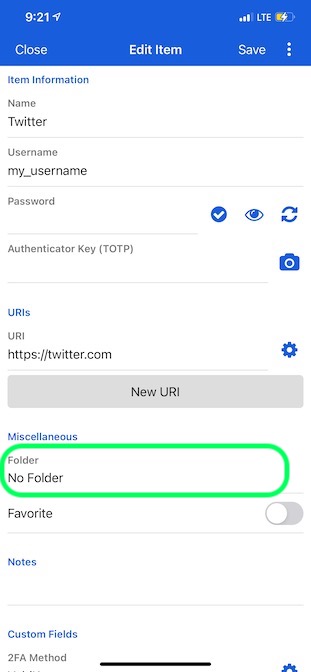 9:21
LTE
Close
Edit Item
Save
Item Information
Name
Twitter
Username
my_username
Password
Authenticator Key (TOTP)
URIs
URI
https://twitter.com
New URI
Miscellaneous
Folder
No Folder
Favorite
Notes
Custom Fields
2FA Method